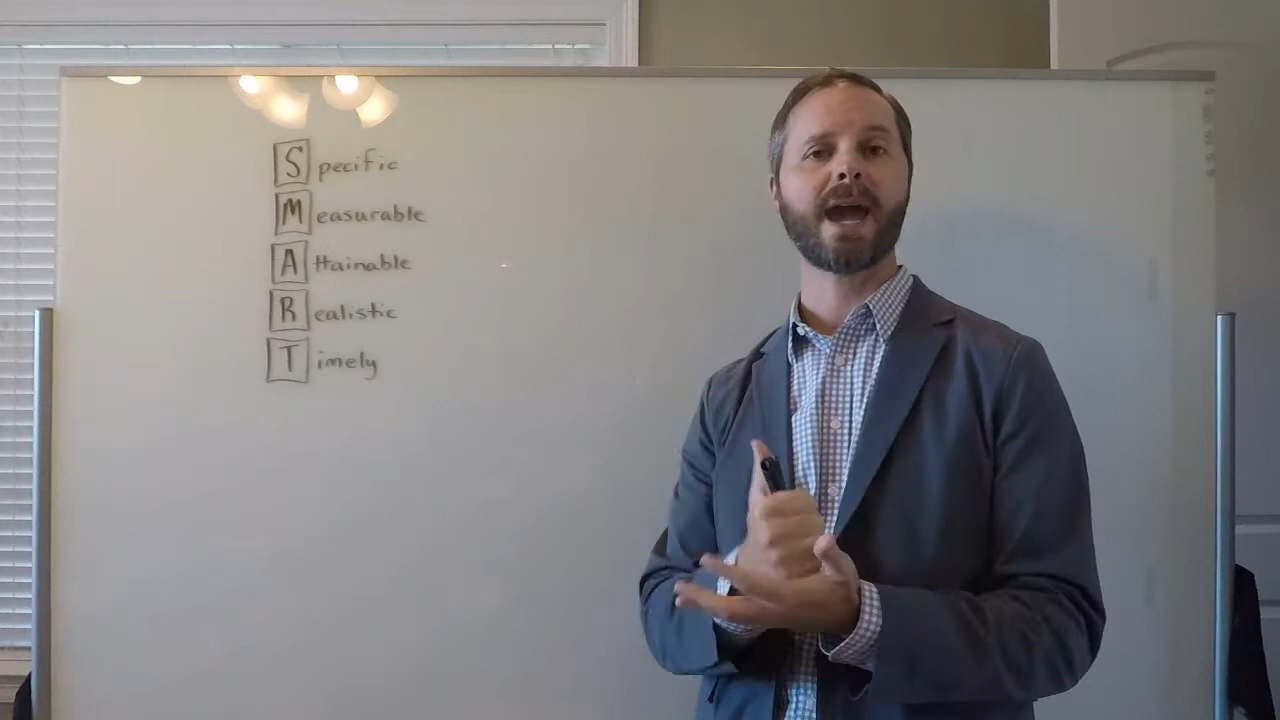 Specific
Measurable
Attainable
Realistic
Timely